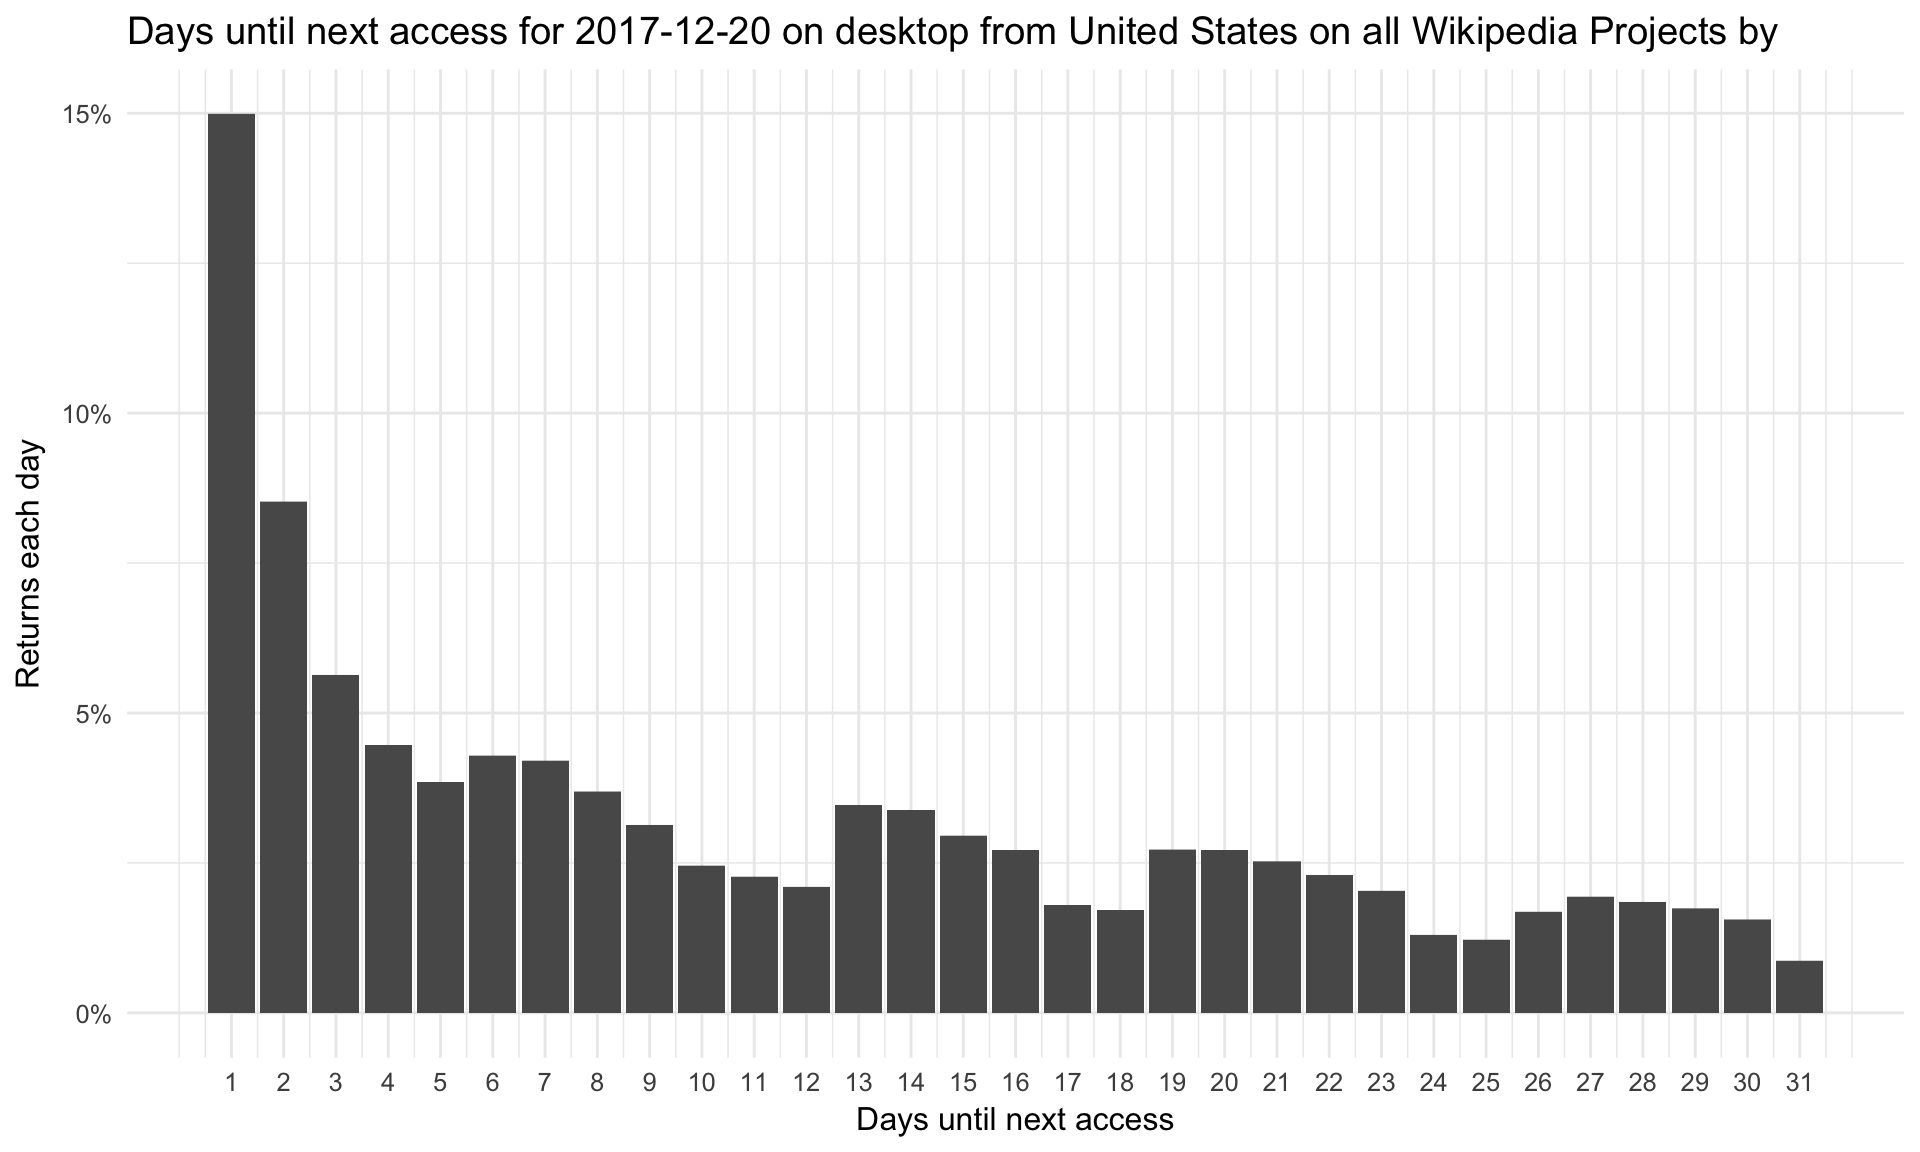 Days until next access for 2017-12-20 on desktop from United States on all Wikipedia Projects by
15%
10%
5%
0%
Returns each day
1 2 3 4 5 6 7 8 9 10 11 12 13 14 15 16 17 18 19 20 21 22 23 24 25 26 27 28 29 30 31
Days until next access